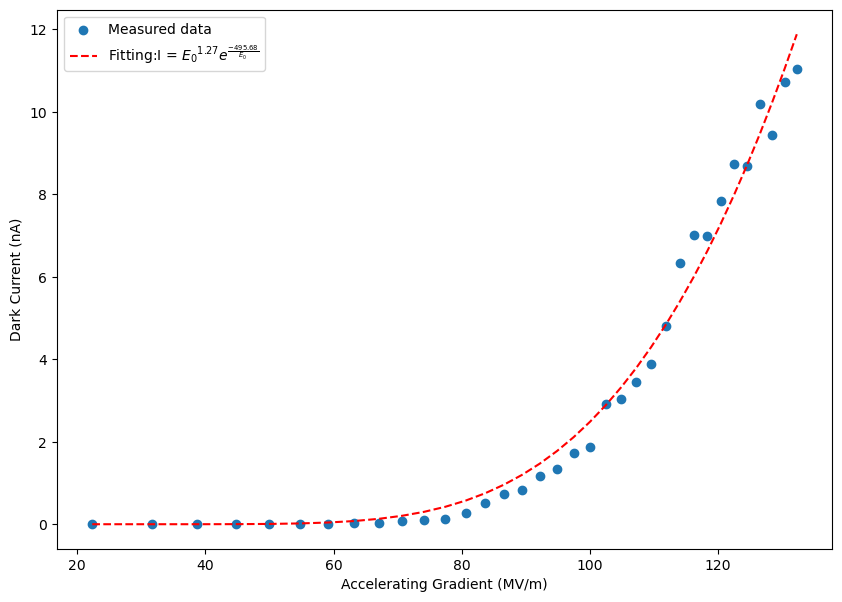 Measured data
Fitting:I = E₀^1.27 e^(-495.68/E₀)
12
10
8
6
4
2
0
Dark Current (nA)
20 40 60 80 100 120
Accelerating Gradient (MV/m)